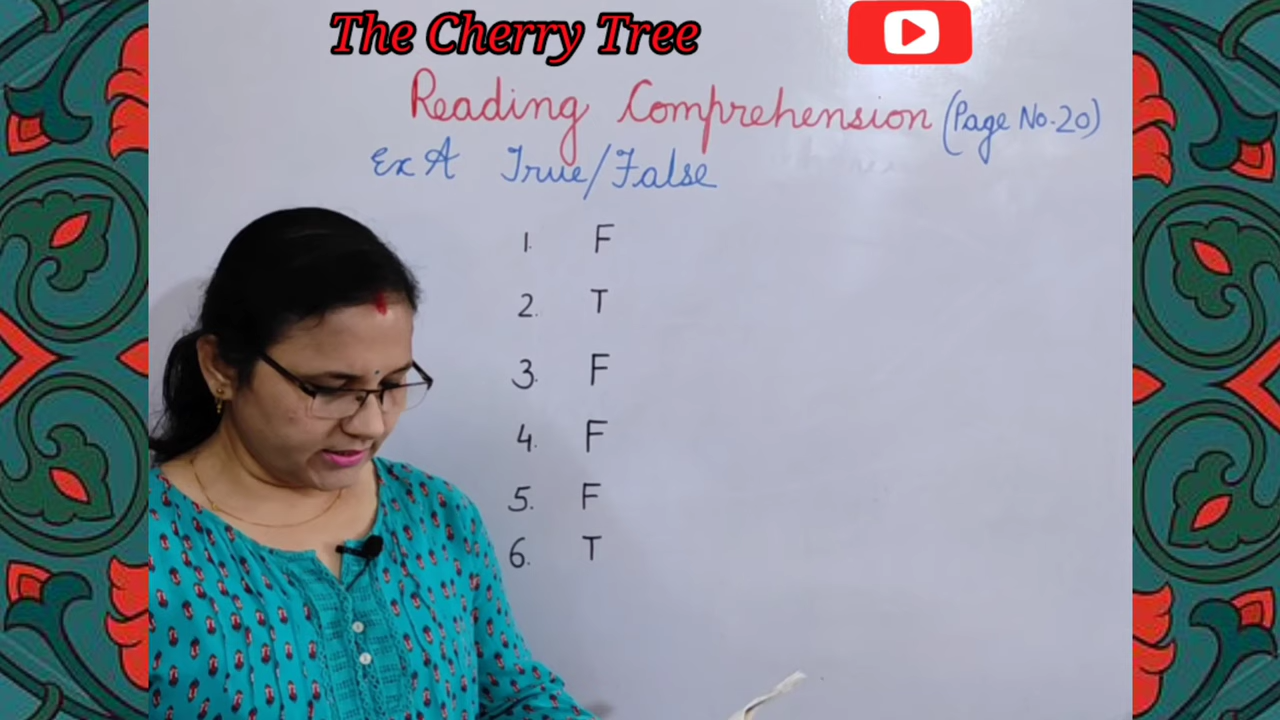 The Cherry Tree
Reading Comprehension (Page No. 20)
Ex A True/False
1. F
2. T
3. F
4. F
5. F
6. T